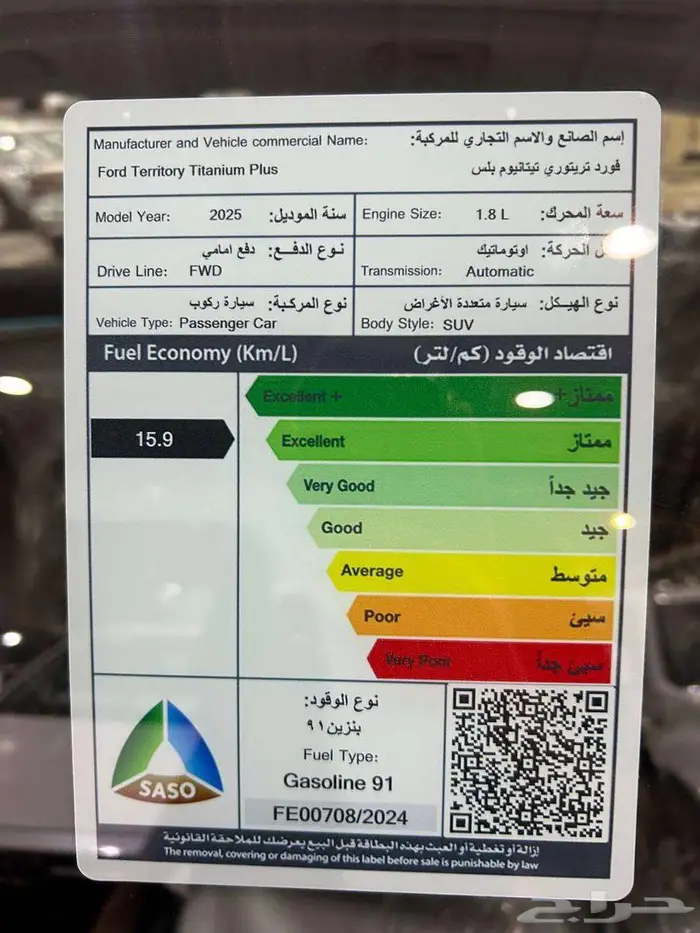 إسم الصانع والاسم التجاري للمركبة:
Manufacturer and Vehicle commercial Name:
فورد تريتوري تيتانيوم بلس
Ford Territory Titanium Plus
Model Year: 2025 سنة الموديل:
Engine Size: 1.8 L سعة المحرك:
نوع الدفع: دفع امامي
Drive Line: FWD
الحركة: اوتوماتيك
Transmission: Automatic
نوع المركبة: سيارة ركوب
Vehicle Type: Passenger Car
نوع الهيكل: سيارة متعددة الأغراض
Body Style: SUV
Fuel Economy (Km/L) اقتصاد الوقود (كم/لتر)
Excellent + ممتاز+
15.9
Excellent ممتاز
Very Good جيد جداً
Good جيد
Average متوسط
Poor سيئ
Very Poor سيئ جداً
SASO
نوع الوقود:
بنزين ٩١
Fuel Type:
Gasoline 91
FE00708/2024
إزالة أو تغطية أو العبث بهذه البطاقة قبل البيع يعرضك للملاحقة القانونية
The removal, covering or damaging of this label before sale is punishable by law
حراج